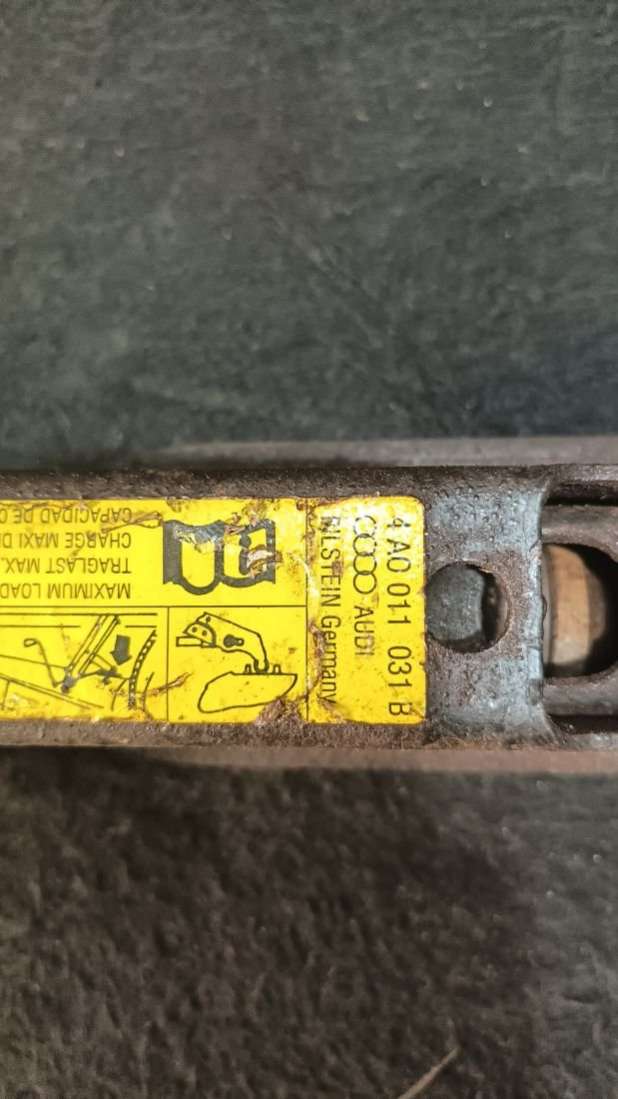 4A0 011 031 B
AUDI
BILSTEIN Germany
MAXIMUM LOAD
TRAGLAST MAX.
CHARGE MAXI
CAPACIDAD DE